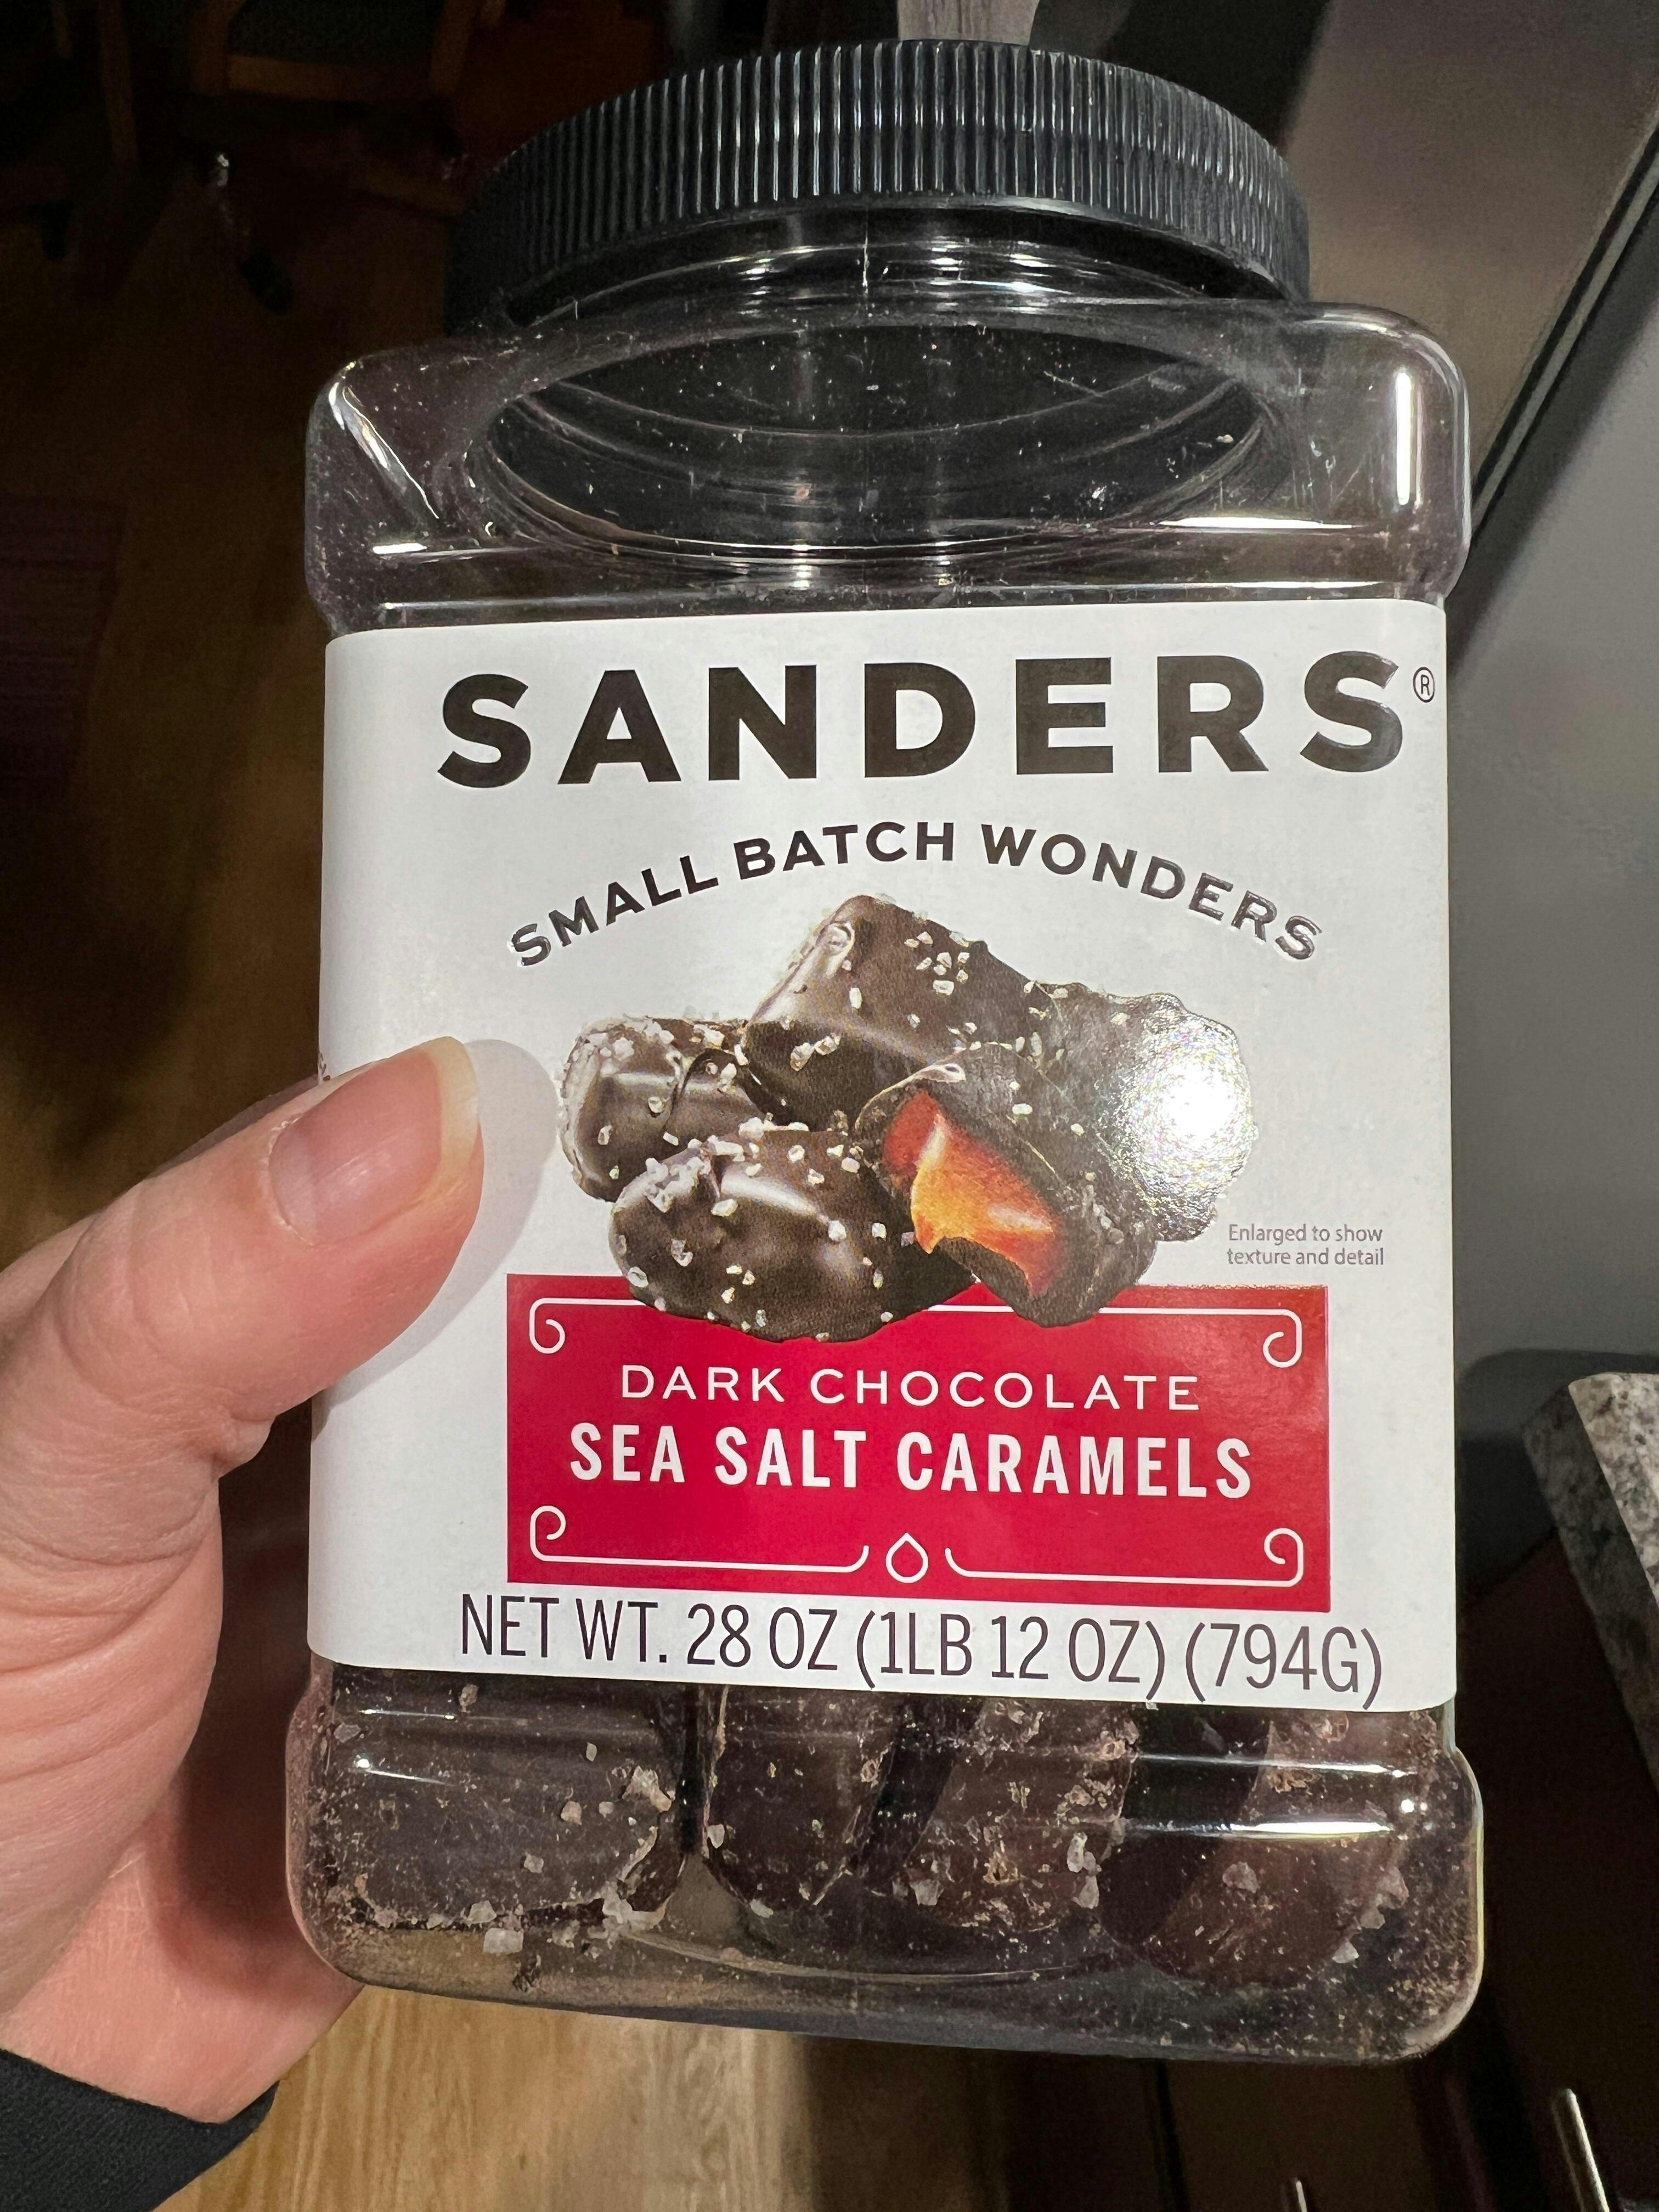 SANDERS®
SMALL BATCH WONDERS
Enlarged to show
texture and detail
DARK CHOCOLATE
SEA SALT CARAMELS
NET WT. 28 OZ (1LB 12 OZ) (794G)